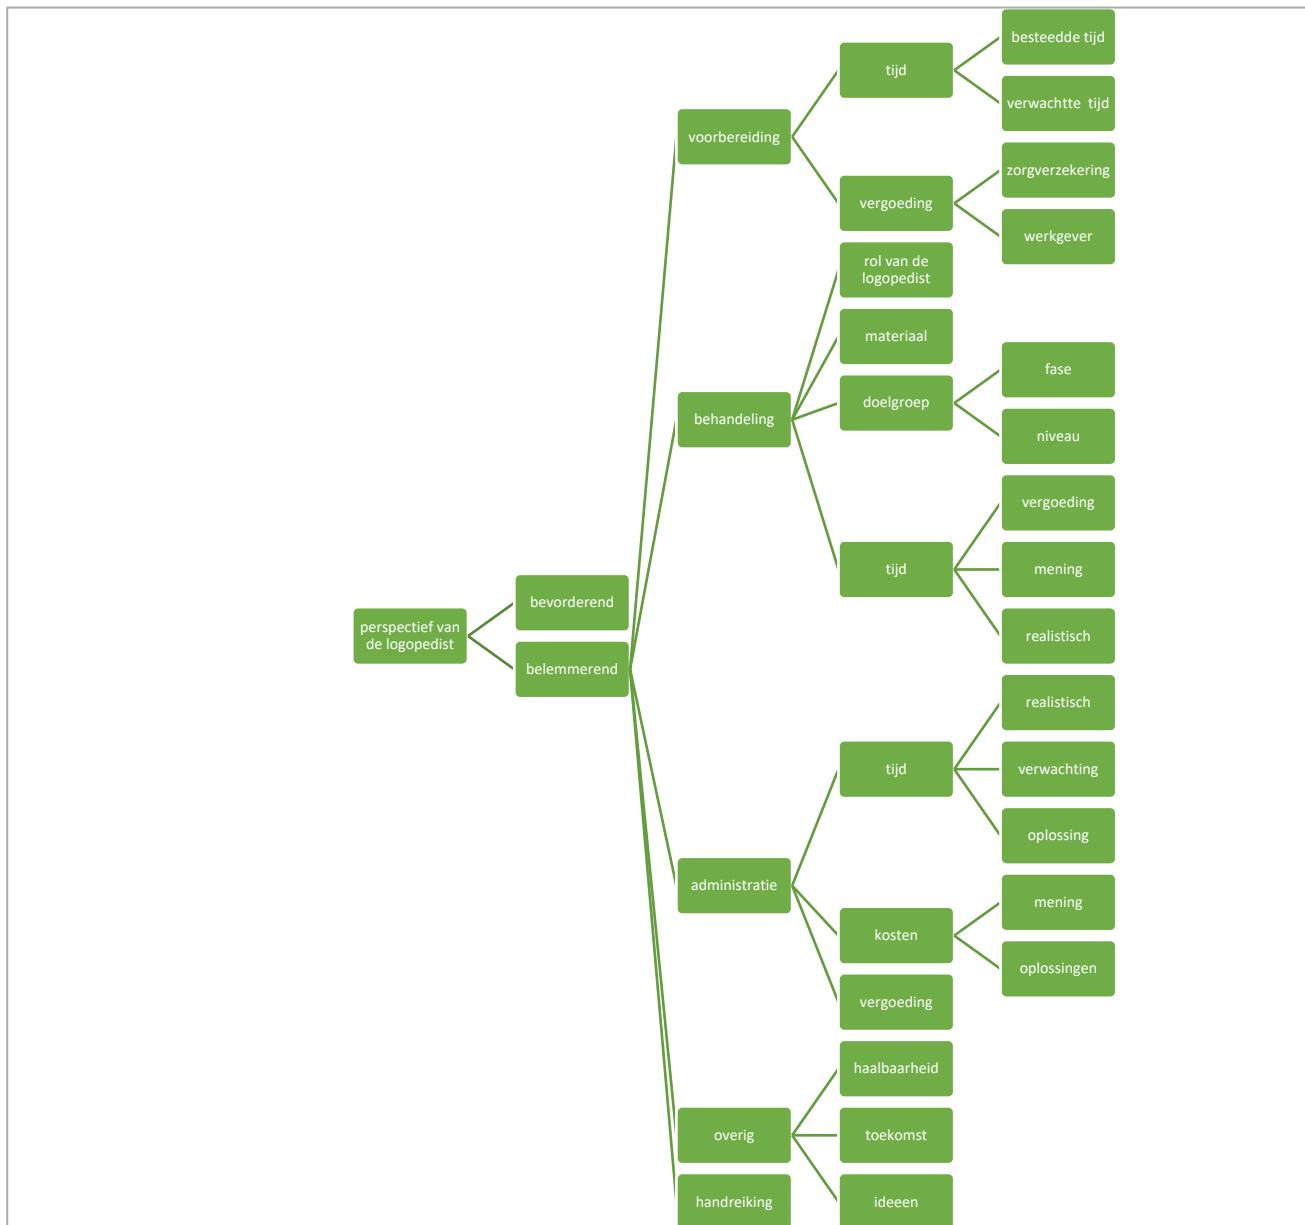 besteedde tijd
tijd
verwachtte  tijd
voorbereiding
zorgverzekering
vergoeding
werkgever
rol van de
logopedist
materiaal
fase
doelgroep
behandeling
niveau
vergoeding
tijd
mening
bevorderend
realistisch
perspectief van
de logopedist
belemmerend
realistisch
tijd
verwachting
oplossing
administratie
mening
kosten
oplossingen
vergoeding
haalbaarheid
overig
toekomst
handreiking
ideeen